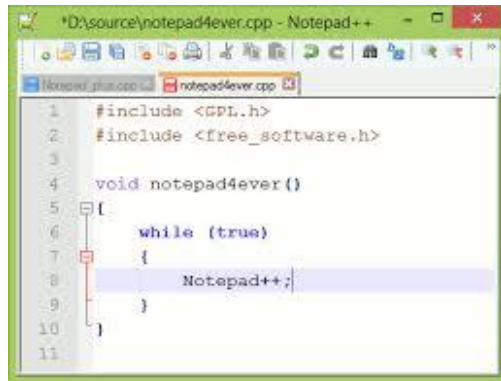 *D:\source\notepad4ever.cpp - Notepad++
notepad4ever.cpp
1 #include <GPL.h>
2 #include <free_software.h>
3
4 void notepad4ever()
5 {
6 while (true)
7 {
8 Notepad++;
9 }
10 }
11